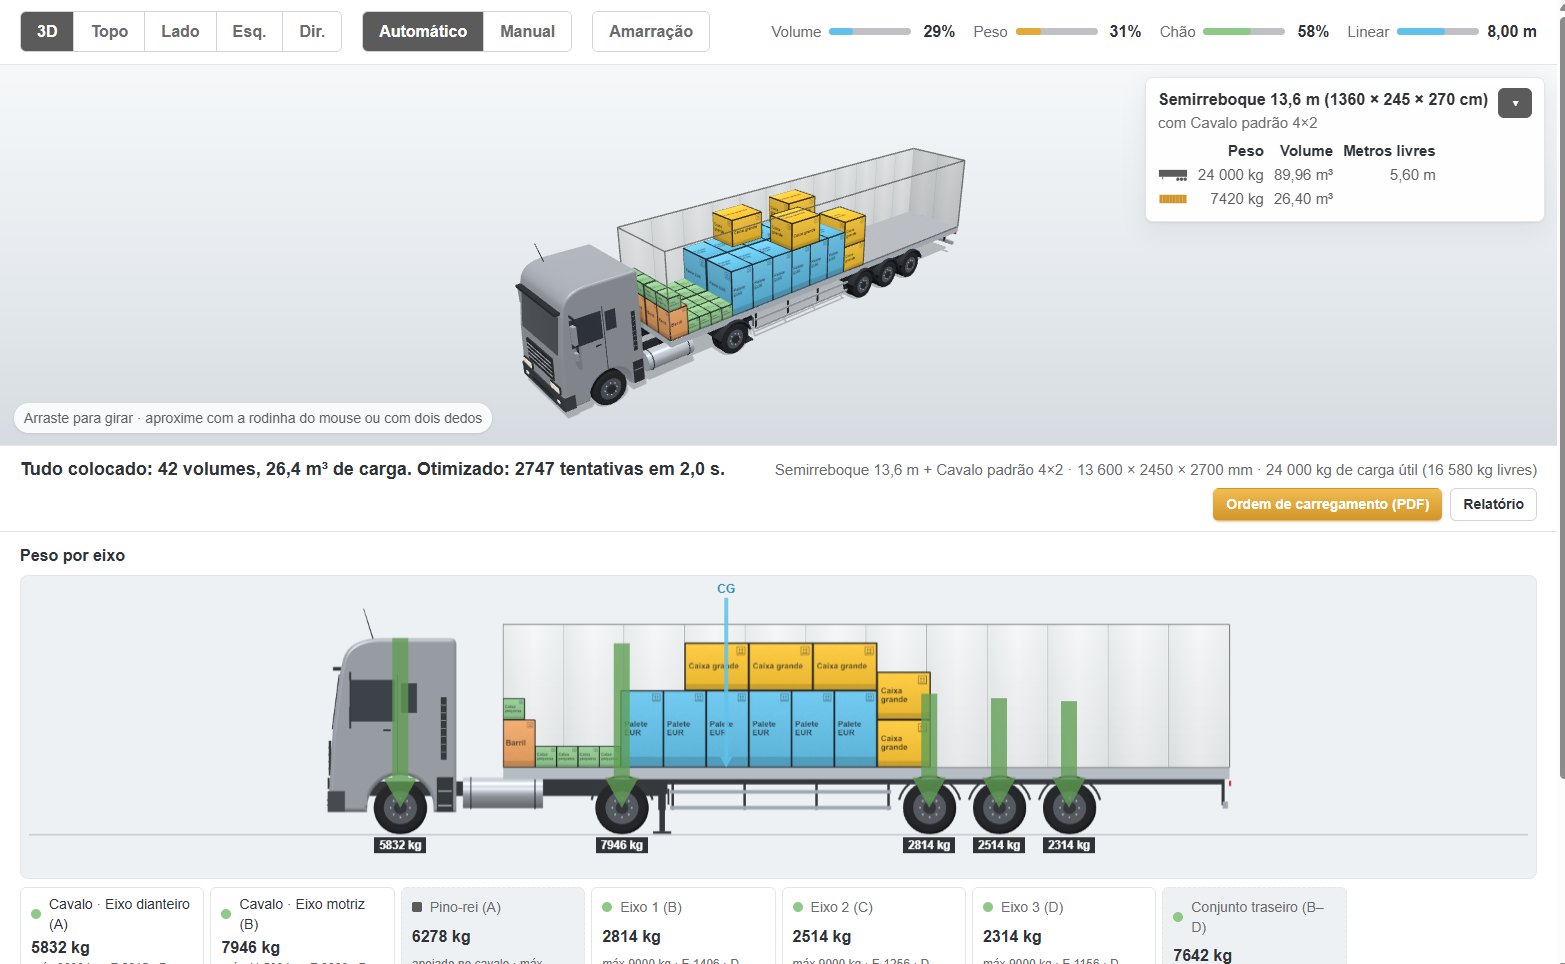 3D Topo Lado Esq. Dir. Automático Manual Amarração Volume 29% Peso 31% Chão 58% Linear 8,00 m
Semirreboque 13,6 m (1360 × 245 × 270 cm)
com Cavalo padrão 4×2
Peso Volume Metros livres
24 000 kg 89,96 m³ 5,60 m
7420 kg 26,40 m³
Arraste para girar · aproxime com a rodinha do mouse ou com dois dedos
Tudo colocado: 42 volumes, 26,4 m³ de carga. Otimizado: 2747 tentativas em 2,0 s.
Semirreboque 13,6 m + Cavalo padrão 4×2 · 13 600 × 2450 × 2700 mm · 24 000 kg de carga útil (16 580 kg livres)
Ordem de carregamento (PDF) Relatório
Peso por eixo
CG
Caixa grande Caixa grande Caixa grande
Caixa grande
Palete EUR Palete EUR Palete EUR Palete EUR Palete EUR Palete EUR
Barril
Caixa grande
5832 kg 7946 kg 2814 kg 2514 kg 2314 kg
Cavalo · Eixo dianteiro (A)
5832 kg
Cavalo · Eixo motriz (B)
7946 kg
Pino-rei (A)
6278 kg
Eixo 1 (B)
2814 kg
Eixo 2 (C)
2514 kg
Eixo 3 (D)
2314 kg
Conjunto traseiro (B–D)
7642 kg